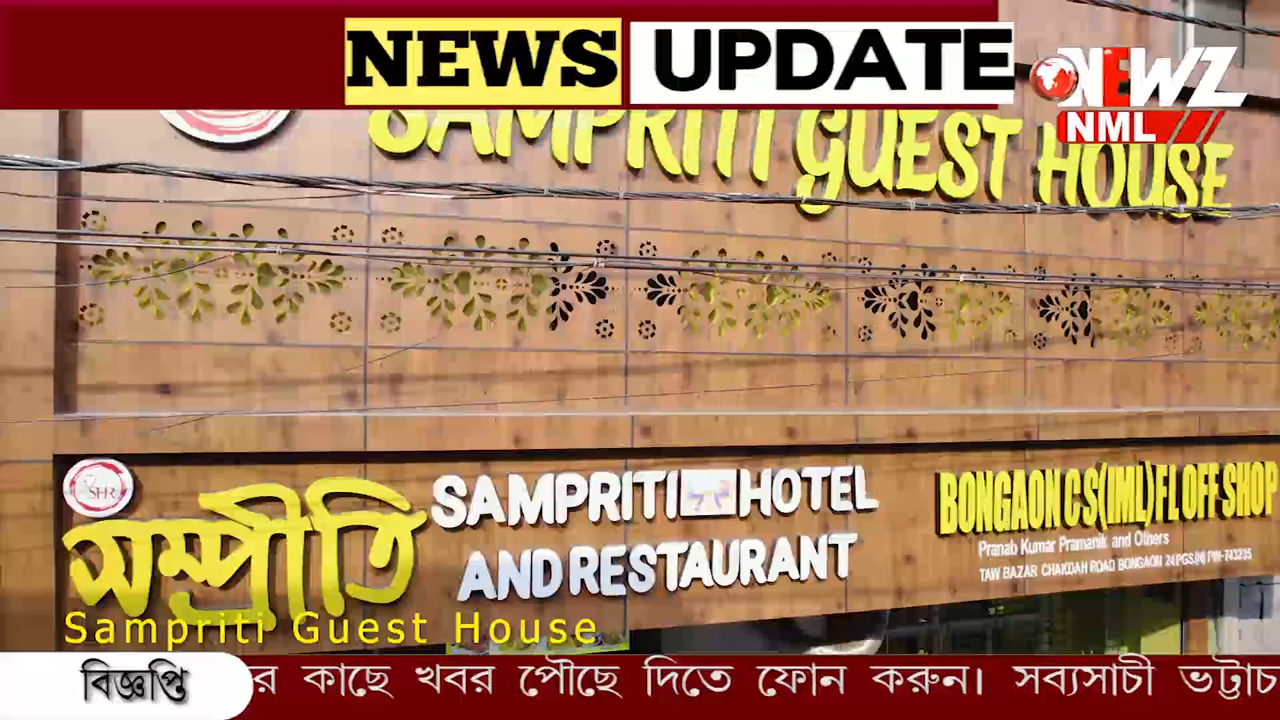 NEWS UPDATE
NEWZ
NML
SAMPRITI GUEST HOUSE
SHR
সম্প্রীতি
SAMPRITI HOTEL
AND RESTAURANT
BONGAON CS(IML) FL OFF SHOP
Pranab Kumar Pramanik and Others
TAW BAZAR CHAKDAH ROAD BONGAON 24 PGS.(N) PIN-743235
Sampriti Guest House
বিজ্ঞপ্তি
র কাছে খবর পৌছে দিতে ফোন করুন। সব্যসাচী ভট্টাচ